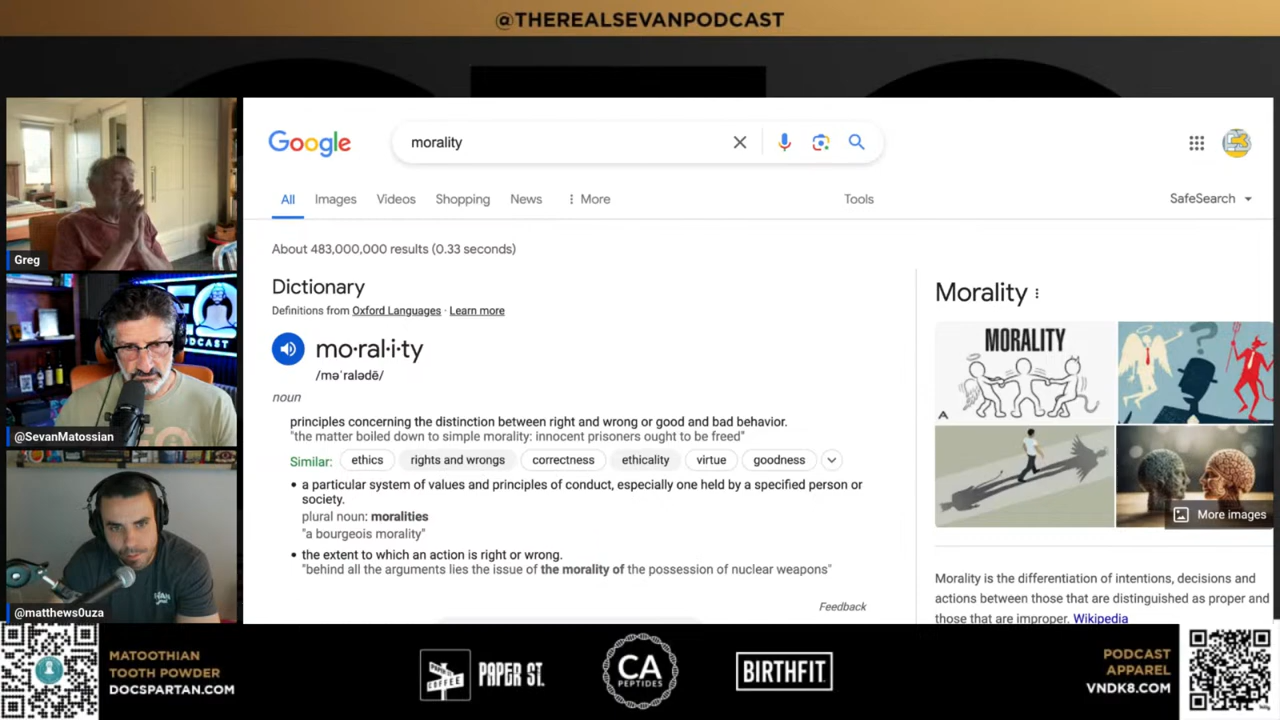 @THEREALSEVANPODCAST
Greg
DCAST
@SevanMatossian
@matthews0uza
Google
morality
All Images Videos Shopping News More
Tools
SafeSearch
About 483,000,000 results (0.33 seconds)
Dictionary
Definitions from Oxford Languages · Learn more
mo·ral·i·ty
/məˈralədē/
noun
principles concerning the distinction between right and wrong or good and bad behavior.
"the matter boiled down to simple morality: innocent prisoners ought to be freed"
Similar: ethics rights and wrongs correctness ethicality virtue goodness
• a particular system of values and principles of conduct, especially one held by a specified person or
society.
plural noun: moralities
"a bourgeois morality"
• the extent to which an action is right or wrong.
"behind all the arguments lies the issue of the morality of the possession of nuclear weapons"
Feedback
Morality
MORALITY
More images
Morality is the differentiation of intentions, decisions and
actions between those that are distinguished as proper and
those that are improper. Wikipedia
MATOOTHIAN
TOOTH POWDER
DOCSPARTAN.COM
COFFEE
PAPER ST.
CA
PEPTIDES
BIRTHFIT
PODCAST
APPAREL
VNDK8.COM